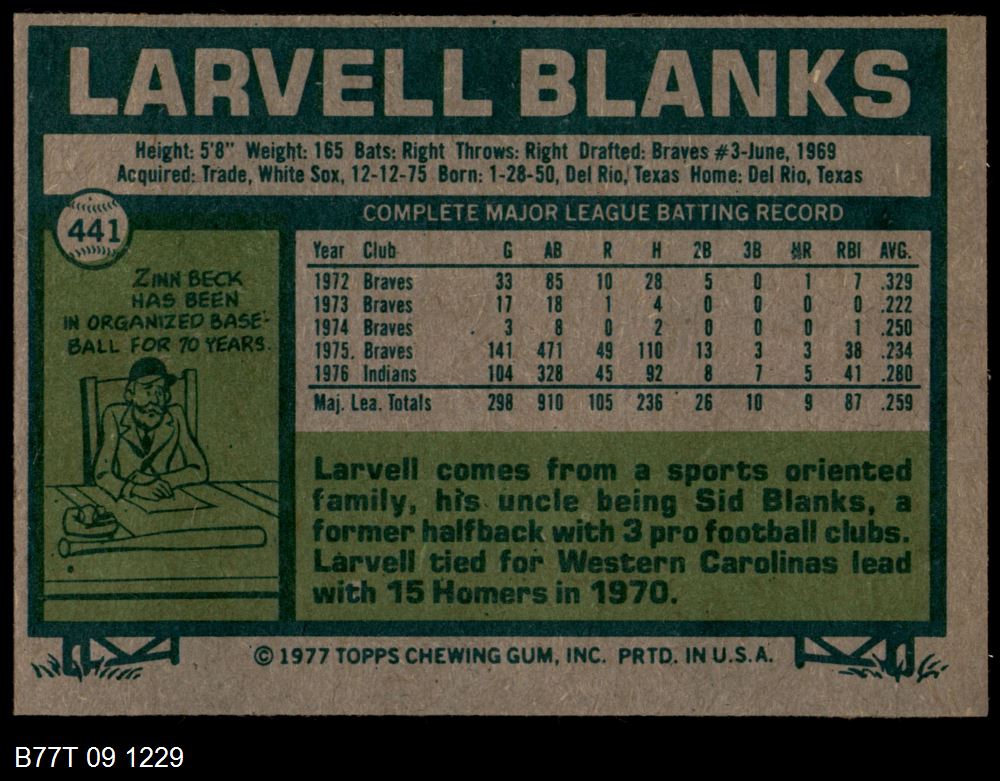 LARVELL BLANKS
Height: 5'8" Weight: 165 Bats: Right Throws: Right Drafted: Braves #3-June, 1969
Acquired: Trade, White Sox, 12-12-75 Born: 1-28-50, Del Rio, Texas Home: Del Rio, Texas
441
ZINN BECK
HAS BEEN
IN ORGANIZED BASE-
BALL FOR 70 YEARS.
COMPLETE MAJOR LEAGUE BATTING RECORD
Year Club G AB R H 2B 3B HR RBI AVG.
1972 Braves 33 85 10 28 5 0 1 7 .329
1973 Braves 17 18 1 4 0 0 0 0 .222
1974 Braves 3 8 0 2 0 0 0 1 .250
1975. Braves 141 471 49 110 13 3 3 38 .234
1976 Indians 104 328 45 92 8 7 5 41 .280
Maj. Lea. Totals 298 910 105 236 26 10 9 87 .259
Larvell comes from a sports oriented
family, his uncle being Sid Blanks, a
former halfback with 3 pro football clubs.
Larvell tied for Western Carolinas lead
with 15 Homers in 1970.
© 1977 TOPPS CHEWING GUM, INC. PRTD. IN U.S.A.
B77T 09 1229